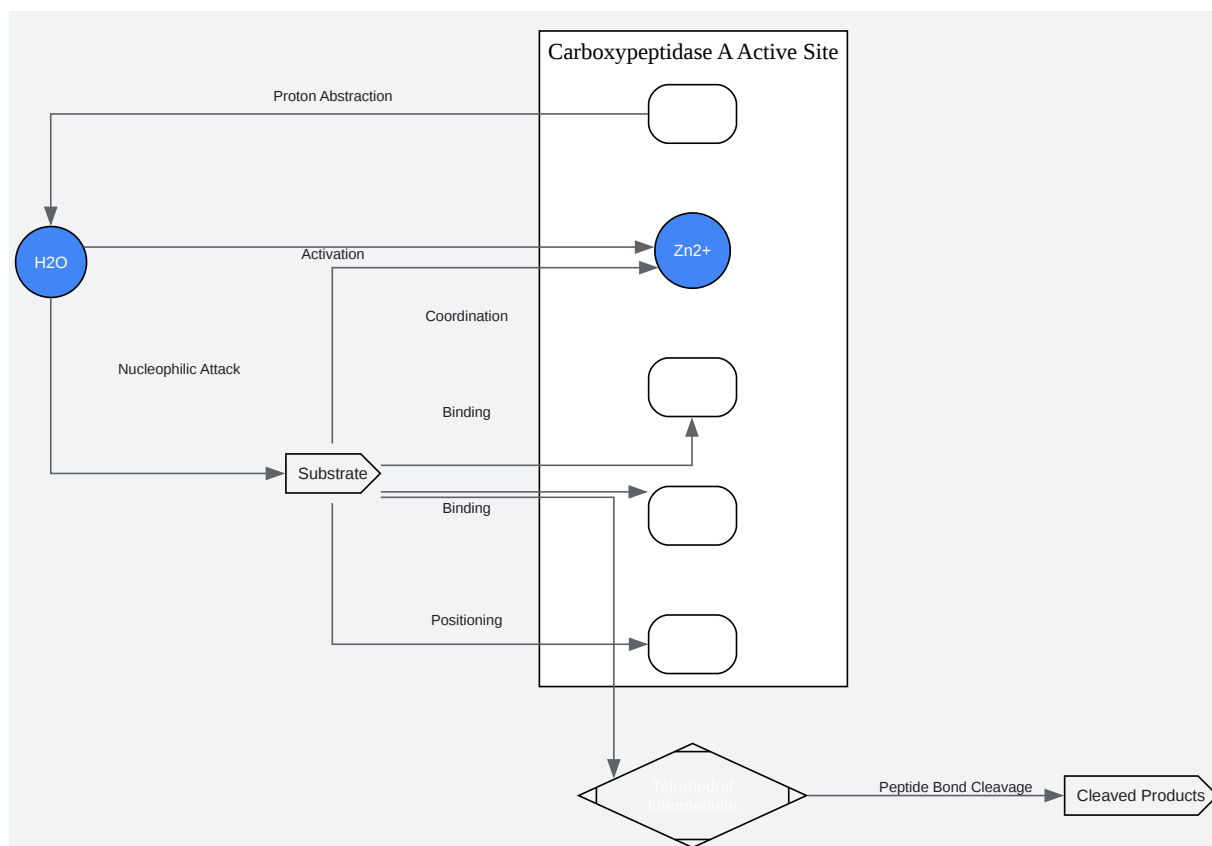 Carboxypeptidase A Active Site
Proton Abstraction
H2O
Zn2+
Activation
Coordination
Nucleophilic Attack
Binding
Substrate
Binding
Positioning
Tetrahedral
Intermediate
Peptide Bond Cleavage
Cleaved Products